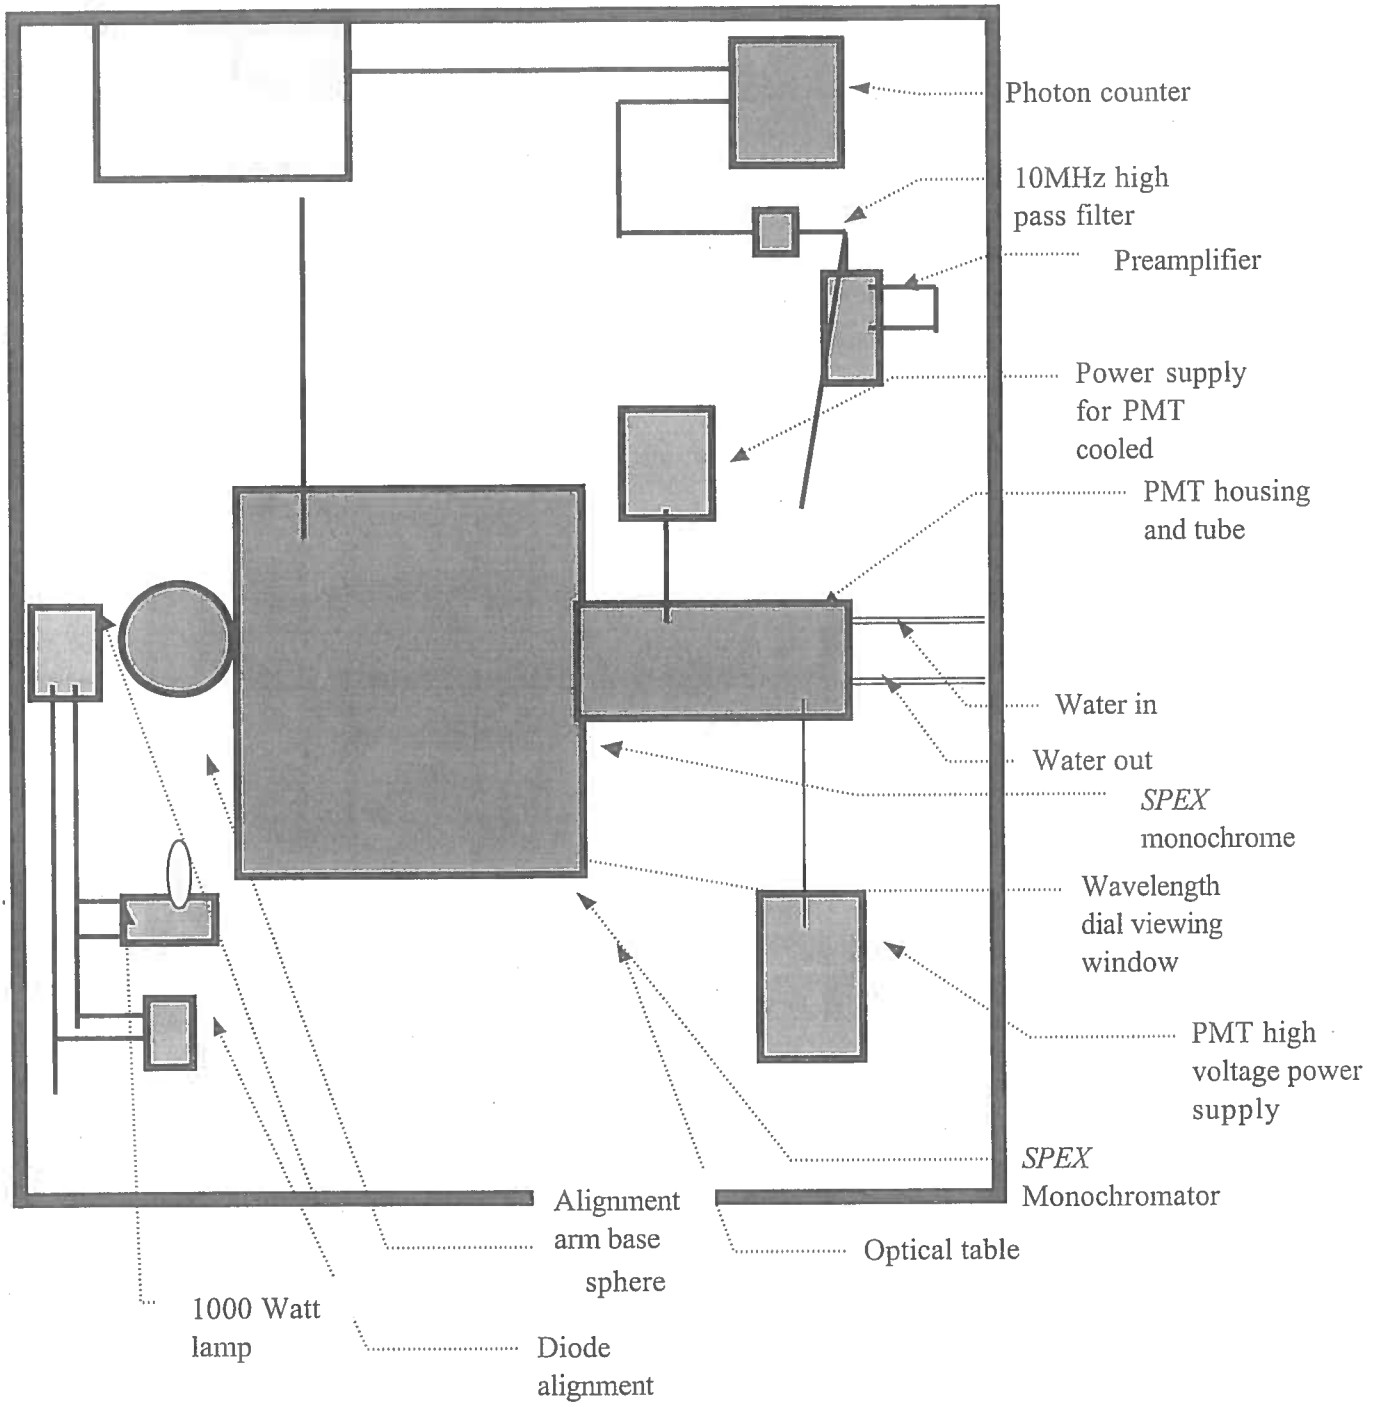 Photon counter
10MHz high
pass filter
Preamplifier
Power supply
for PMT
cooled
PMT housing
and tube
Water in
Water out
SPEX
monochrome
Wavelength
dial viewing
window
PMT high
voltage power
supply
SPEX
Monochromator
Alignment
arm base
sphere
Optical table
1000 Watt
lamp
Diode
alignment